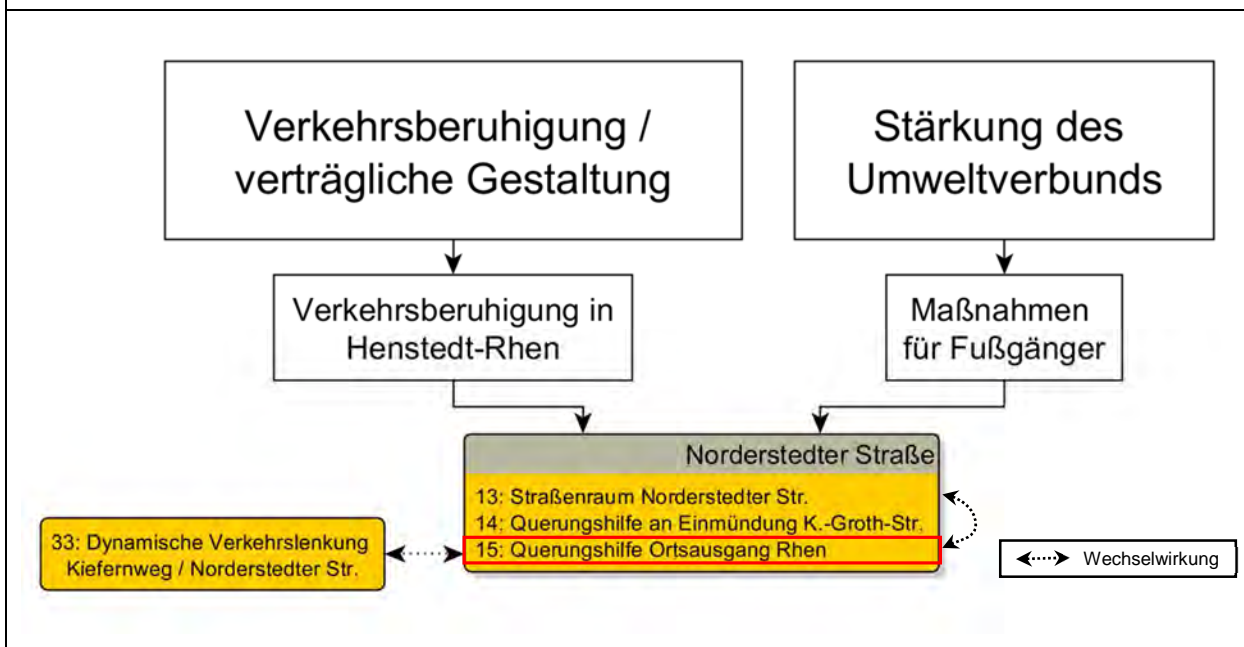 Verkehrsberuhigung /
verträgliche Gestaltung
Stärkung des
Umweltverbunds
Verkehrsberuhigung in
Henstedt-Rhen
Maßnahmen
für Fußgänger
Norderstedter Straße
13: Straßenraum Norderstedter Str.
14: Querungshilfe an Einmündung K.-Groth-Str.
15: Querungshilfe Ortsausgang Rhen
33: Dynamische Verkehrslenkung
Kiefernweg / Norderstedter Str.
Wechselwirkung